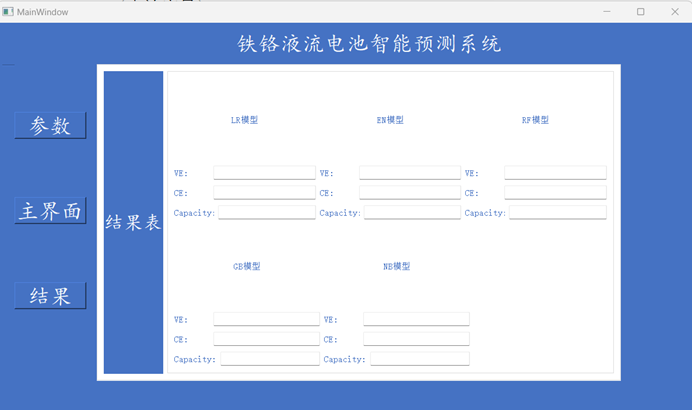 MainWindow
铁铬液流电池智能预测系统
参数
主界面
结果
结果表
LR模型 EN模型 RF模型
VE: VE: VE:
CE: CE: CE:
Capacity: Capacity: Capacity:
GB模型 NB模型
VE: VE:
CE: CE:
Capacity: Capacity: